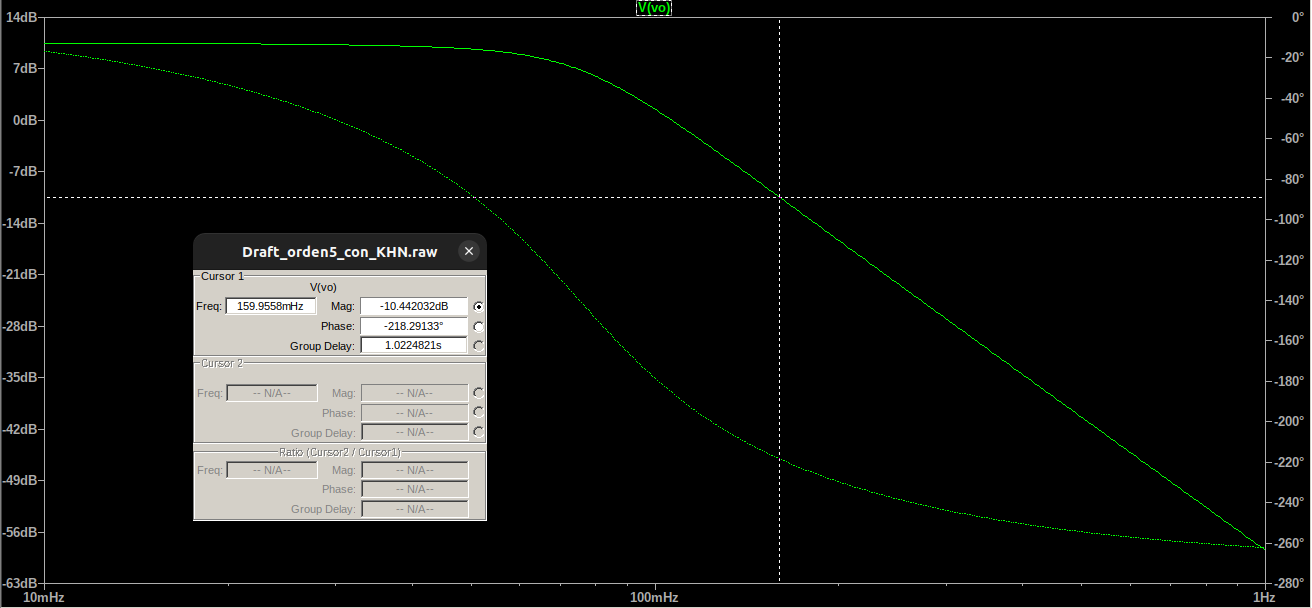 V(vo)
14dB
7dB
0dB
-7dB
-14dB
-21dB
-28dB
-35dB
-42dB
-49dB
-56dB
-63dB
0°
-20°
-40°
-60°
-80°
-100°
-120°
-140°
-160°
-180°
-200°
-220°
-240°
-260°
-280°
10mHz
100mHz
1Hz
Draft_orden5_con_KHN.raw
Cursor 1
V(vo)
Freq: 159.9558mHz Mag: -10.442032dB
Phase: -218.29133°
Group Delay: 1.0224821s
Cursor 2
Freq: -- N/A-- Mag: -- N/A--
Phase: -- N/A--
Group Delay: -- N/A--
Ratio (Cursor2 / Cursor1)
Freq: -- N/A-- Mag: -- N/A--
Phase: -- N/A--
Group Delay: -- N/A--